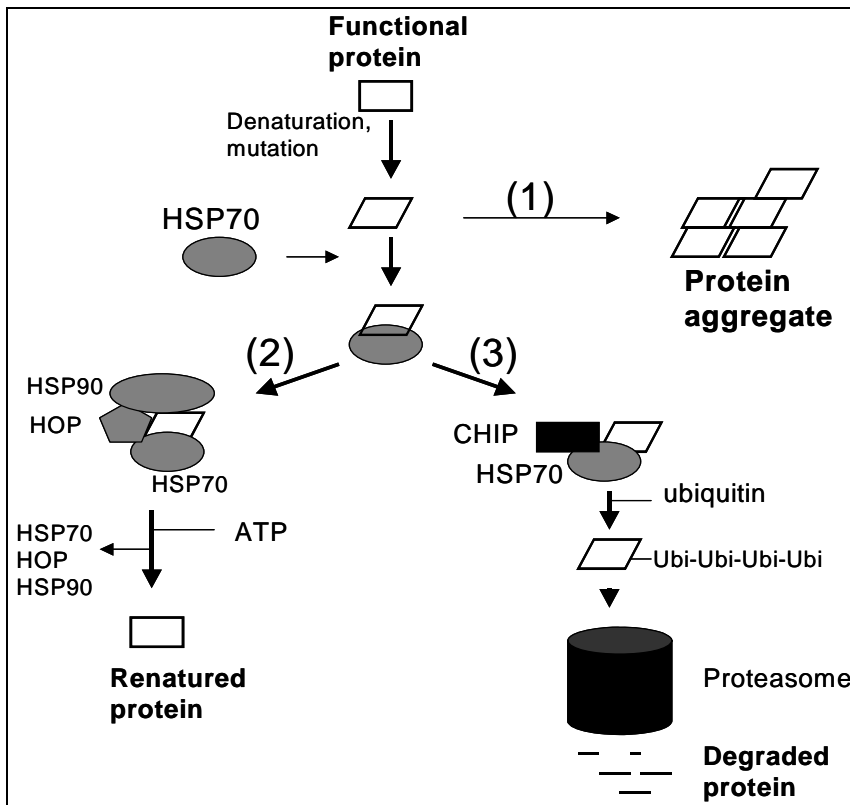 Functional
protein
Denaturation,
mutation
(1)
HSP70
Protein
aggregate
(2)
(3)
HSP90
HOP
HSP70
CHIP
HSP70
ubiquitin
HSP70
HOP
HSP90
ATP
Ubi-Ubi-Ubi-Ubi
Renatured
protein
Proteasome
Degraded
protein